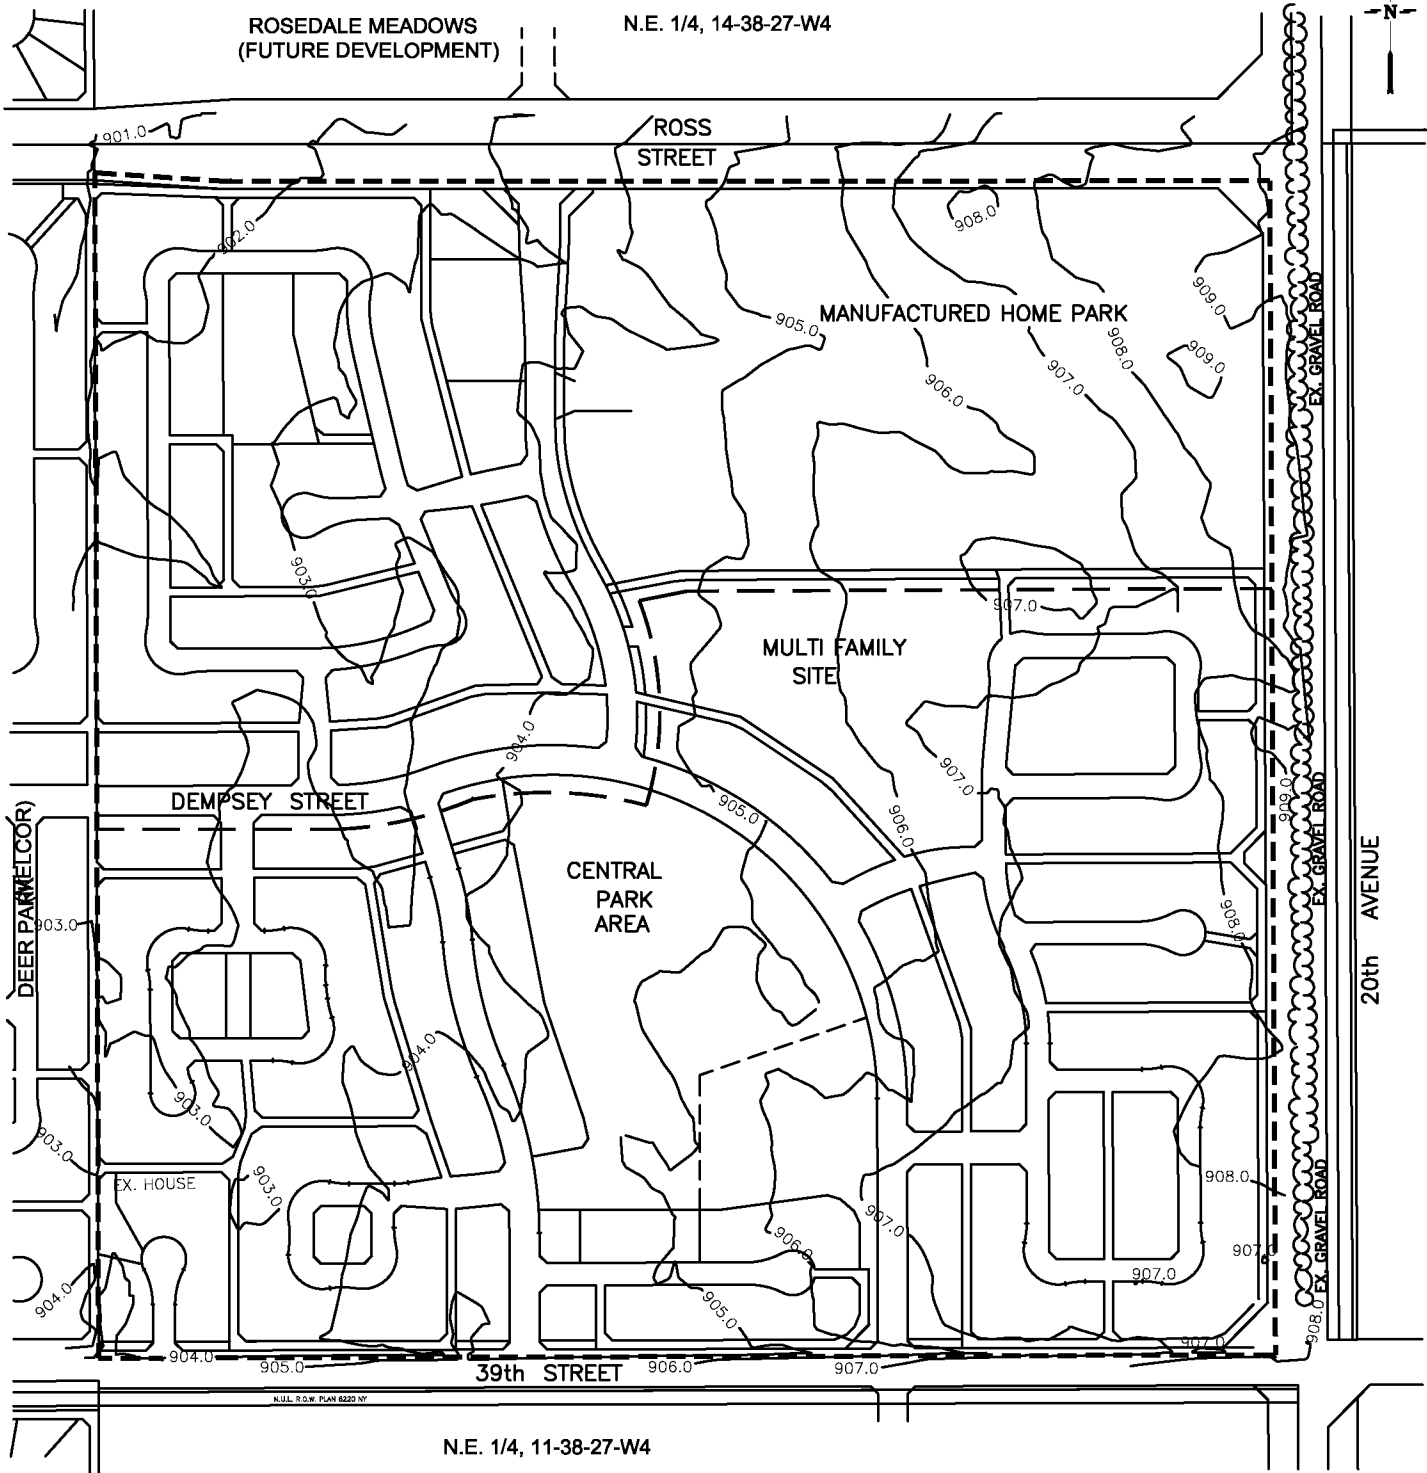 ROSEDALE MEADOWS
(FUTURE DEVELOPMENT)
N.E. 1/4, 14-38-27-W4
N
901.0
ROSS
STREET
902.0
908.0
909.0
EX. GRAVEL ROAD
905.0
MANUFACTURED HOME PARK
908.0
909.0
907.0
906.0
903.0
907.0
MULTI FAMILY
SITE
904.0
907.0
909.0
EX. GRAVEL ROAD
DEMPSEY STREET
905.0
906.0
DEER PARK
(MELCOR)
CENTRAL
PARK
AREA
20th AVENUE
903.0
908.0
904.0
903.0
903.0
EX. HOUSE
903.0
908.0
EX. GRAVEL ROAD
907.0
906.0
907.0
907.0
904.0
905.0
908.0
907.0
904.0
905.0
39th STREET
906.0
907.0
N.U.L. R.O.W. PLAN 6220 NY
N.E. 1/4, 11-38-27-W4